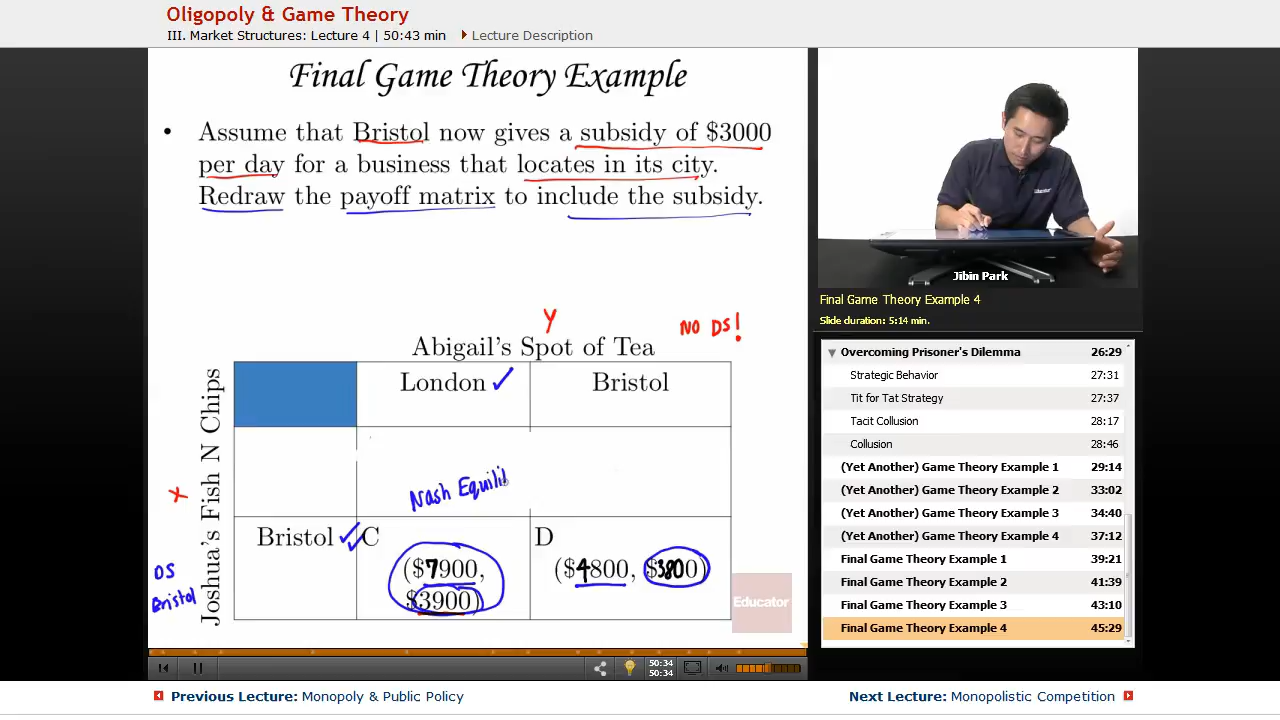 Oligopoly & Game Theory
III. Market Structures: Lecture 4 | 50:43 min Lecture Description
Final Game Theory Example
• Assume that Bristol now gives a subsidy of $3000
per day for a business that locates in its city.
Redraw the payoff matrix to include the subsidy.
Y
NO DS!
Abigail's Spot of Tea
London ✓ Bristol
Joshua's Fish N Chips
X
Nash Equilib
Bristol ✓✓ C D
($7900, ($4800, $3800)
$3900)
DS
Bristol
Educator
Jibin Park
Final Game Theory Example 4
Slide duration: 5:14 min.
Overcoming Prisoner's Dilemma 26:29
Strategic Behavior 27:31
Tit for Tat Strategy 27:37
Tacit Collusion 28:17
Collusion 28:46
(Yet Another) Game Theory Example 1 29:14
(Yet Another) Game Theory Example 2 33:02
(Yet Another) Game Theory Example 3 34:40
(Yet Another) Game Theory Example 4 37:12
Final Game Theory Example 1 39:21
Final Game Theory Example 2 41:39
Final Game Theory Example 3 43:10
Final Game Theory Example 4 45:29
50:34
50:34
Previous Lecture: Monopoly & Public Policy
Next Lecture: Monopolistic Competition